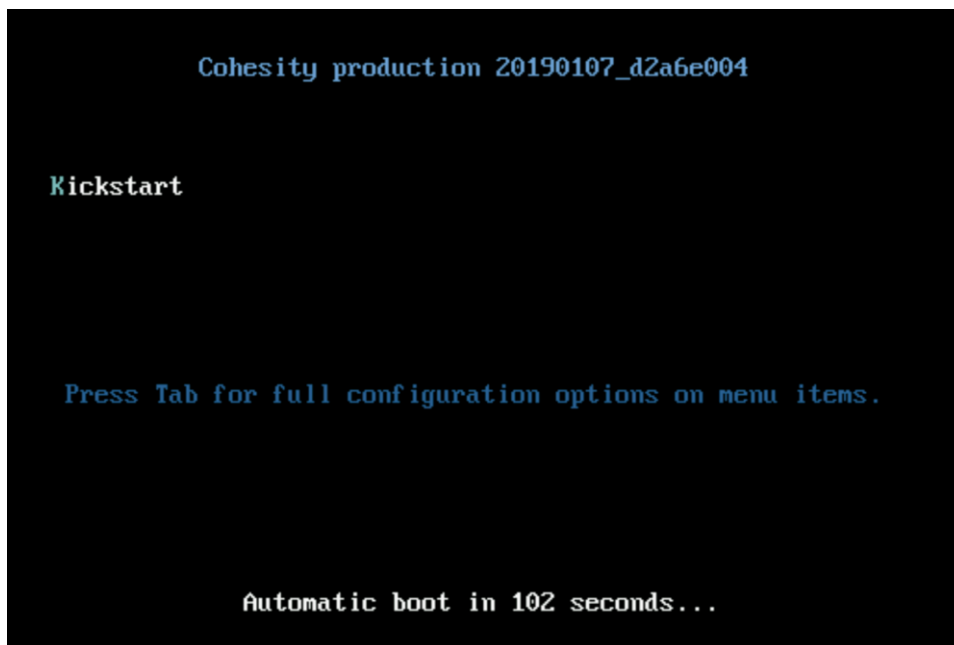 Cohesity production 20190107_d2a6e004
Kickstart
Press Tab for full configuration options on menu items.
Automatic boot in 102 seconds...